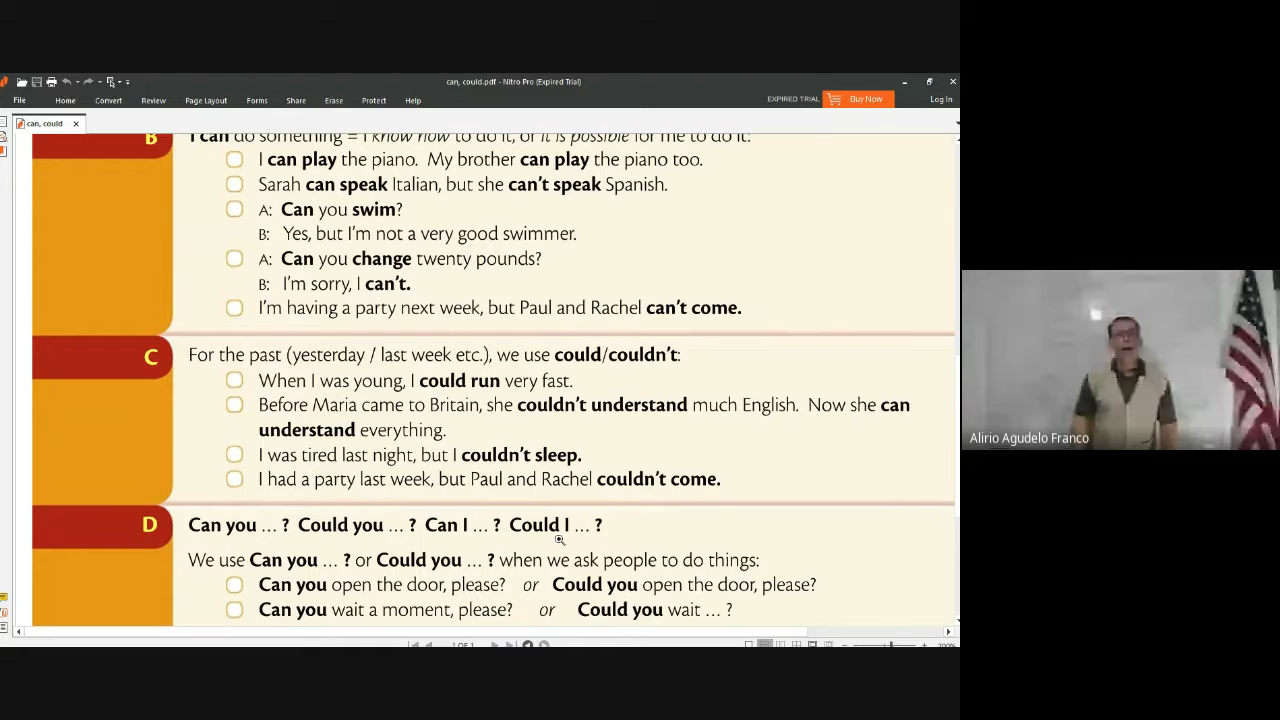 can, could.pdf - Nitro Pro (Expired Trial)
File Home Convert Review Page Layout Forms Share Erase Protect Help
EXPIRED TRIAL Buy Now Log In
can, could ×
B I can do something = I know how to do it, or it is possible for me to do it:
I can play the piano. My brother can play the piano too.
Sarah can speak Italian, but she can't speak Spanish.
A: Can you swim?
B: Yes, but I'm not a very good swimmer.
A: Can you change twenty pounds?
B: I'm sorry, I can't.
I'm having a party next week, but Paul and Rachel can't come.
C For the past (yesterday / last week etc.), we use could/couldn't:
When I was young, I could run very fast.
Before Maria came to Britain, she couldn't understand much English. Now she can
understand everything.
I was tired last night, but I couldn't sleep.
I had a party last week, but Paul and Rachel couldn't come.
D Can you … ? Could you … ? Can I … ? Could I … ?
We use Can you … ? or Could you … ? when we ask people to do things:
Can you open the door, please? or Could you open the door, please?
Can you wait a moment, please? or Could you wait … ?
1 OF 1
200%
Alirio Agudelo Franco